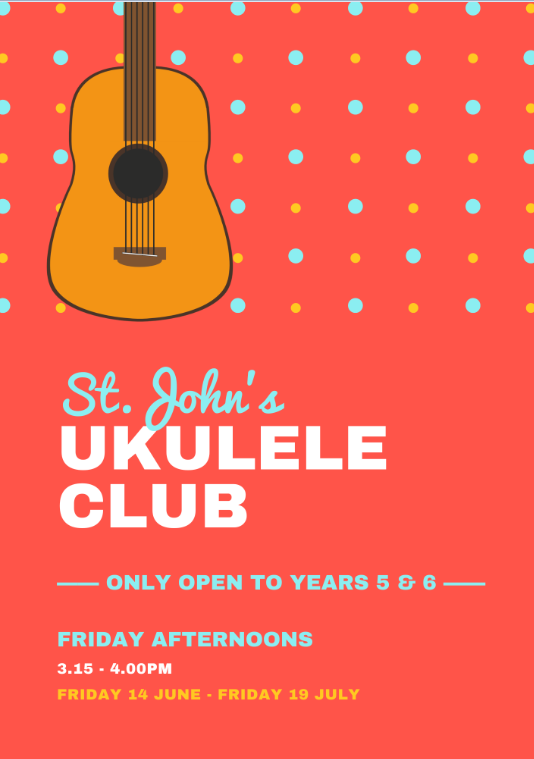 St. John's
UKULELE
CLUB
ONLY OPEN TO YEARS 5 & 6
FRIDAY AFTERNOONS
3.15 - 4.00PM
FRIDAY 14 JUNE - FRIDAY 19 JULY